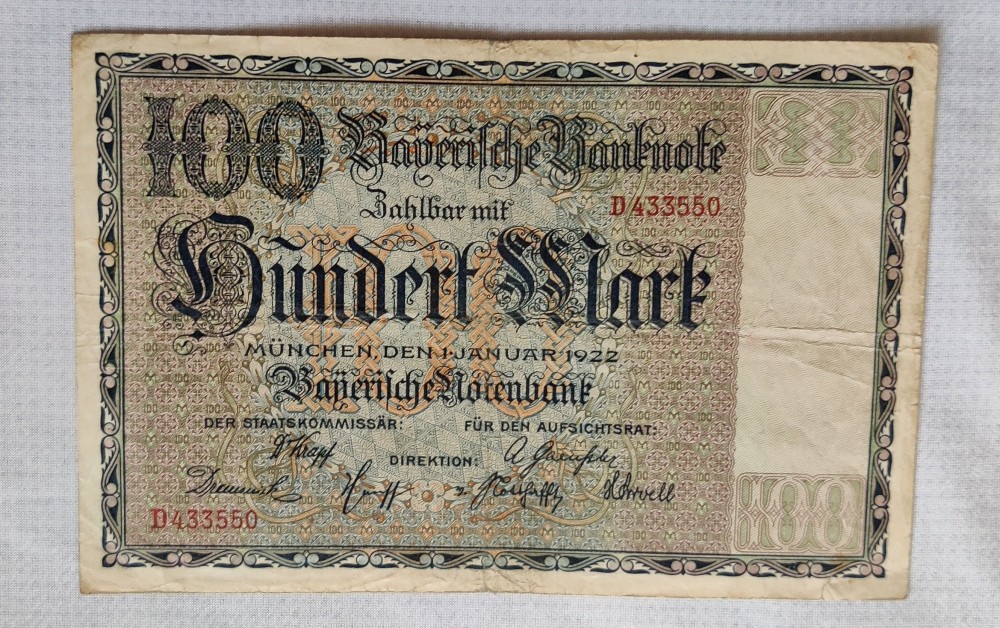 100 Bayerische Banknote
Zahlbar mit D433550
Hundert Mark
MÜNCHEN, DEN 1. JANUAR 1922
Bayerische Notenbank
DER STAATSKOMMISSÄR: FÜR DEN AUFSICHTSRAT:
DIREKTION:
D433550
100